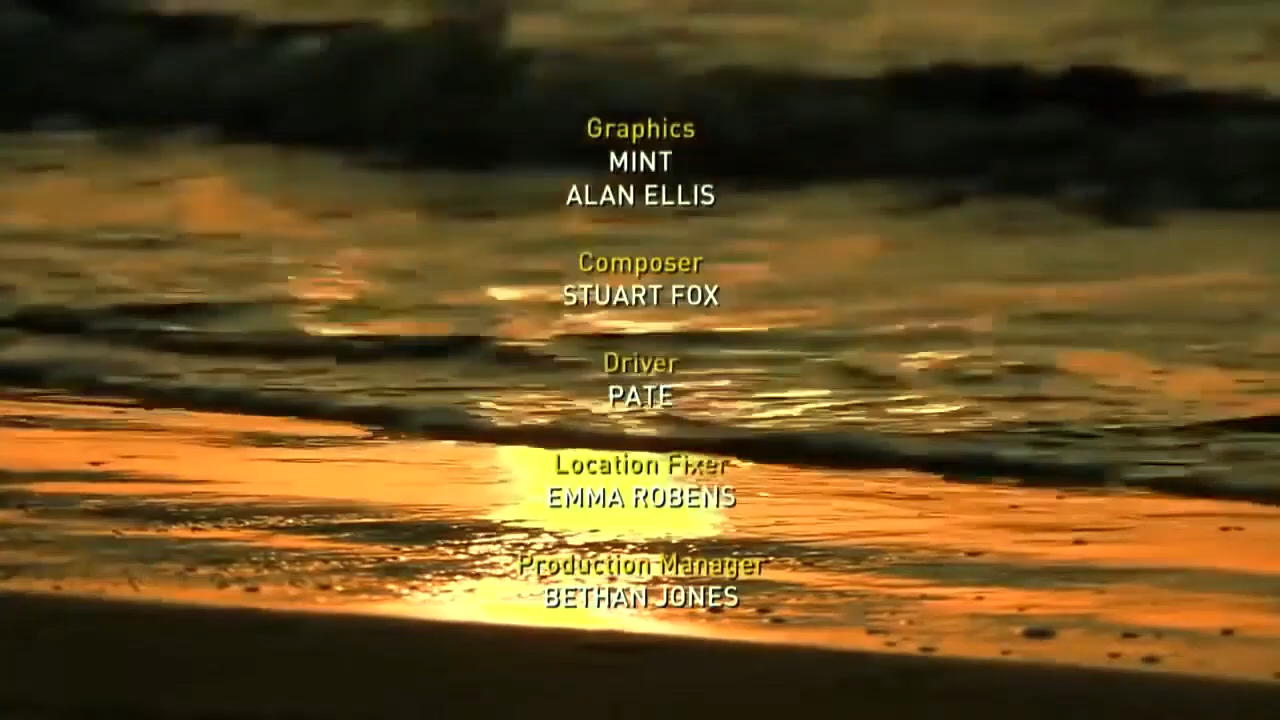 Graphics
MINT
ALAN ELLIS
Composer
STUART FOX
Driver
PATE
Location Fixer
EMMA ROBENS
Production Manager
BETHAN JONES